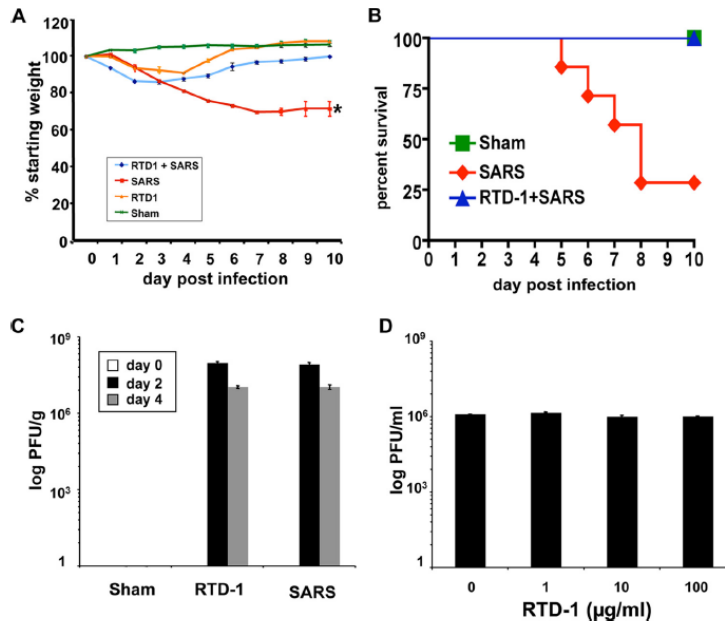 A
% starting weight
120
100
80
60
40
20
0
RTD1 + SARS
SARS
RTD1
Sham
*
0 1 2 3 4 5 6 7 8 9 10
day post infection
B
percent survival
100
75
50
25
0
Sham
SARS
RTD-1+SARS
0 1 2 3 4 5 6 7 8 9 10
day post infection
C
log PFU/g
10⁹
10⁶
10³
1
day 0
day 2
day 4
Sham RTD-1 SARS
D
log PFU/ml
10⁹
10⁶
10³
1
0 1 10 100
RTD-1 (µg/ml)